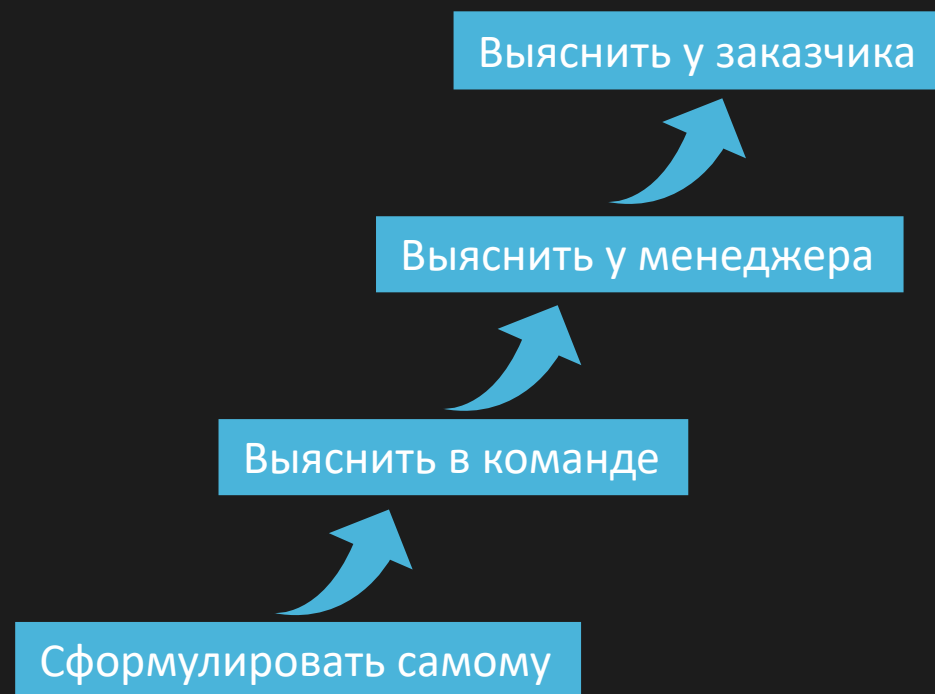 Выяснить у заказчика
Выяснить у менеджера
Выяснить в команде
Сформулировать самому